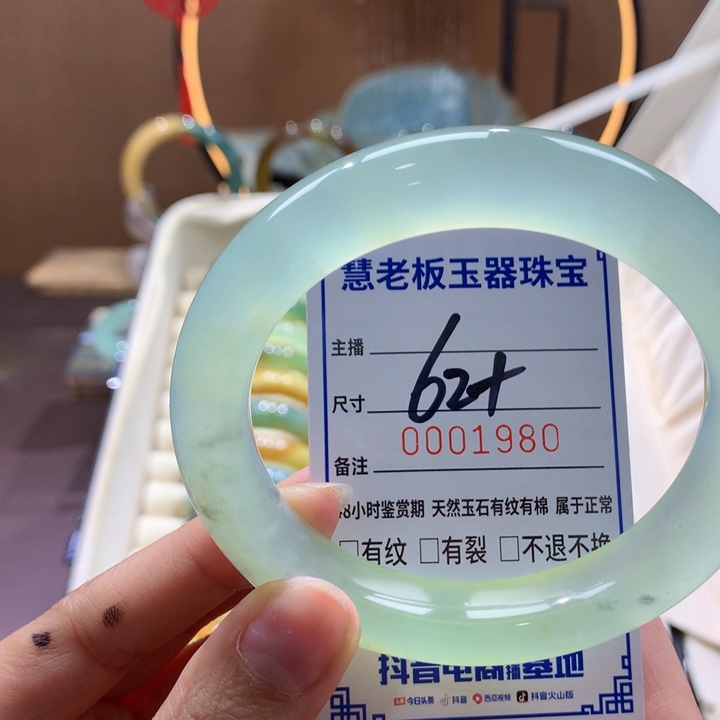 慧老板玉器珠宝
主播
尺寸 62+
0001980
备注
48小时鉴赏期 天然玉石有纹有棉 属于正常
□有纹 □有裂 □不退不换
抖音电商直播基地
今日头条 抖音 西瓜视频 抖音火山版